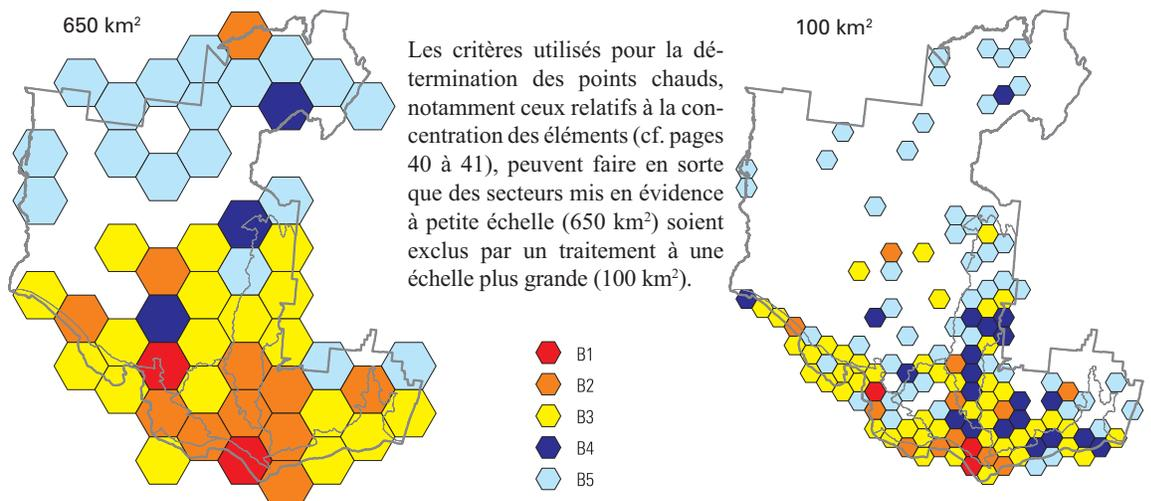 650 km²
Les critères utilisés pour la dé-
termination des points chauds,
notamment ceux relatifs à la con-
centration des éléments (cf. pages
40 à 41), peuvent faire en sorte
que des secteurs mis en évidence
à petite échelle (650 km²) soient
exclus par un traitement à une
échelle plus grande (100 km²).
100 km²
B1
B2
B3
B4
B5